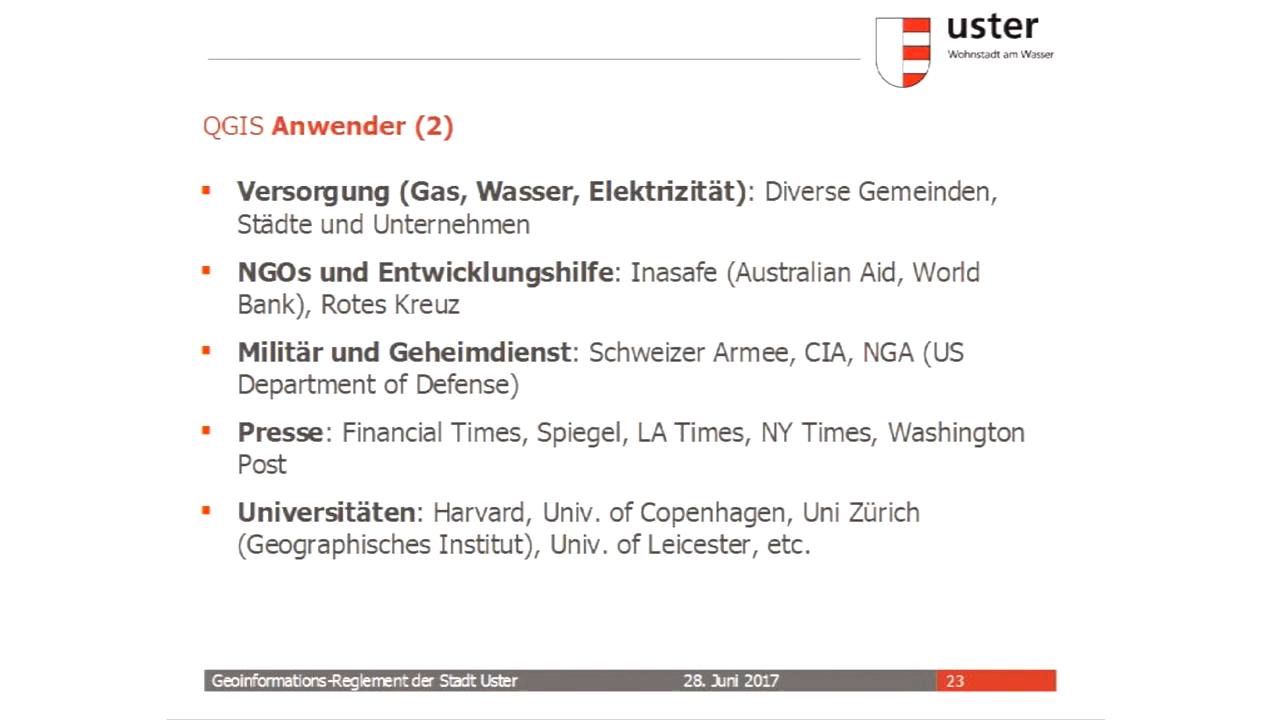 uster
Wohnstadt am Wasser
QGIS Anwender (2)
▪ Versorgung (Gas, Wasser, Elektrizität): Diverse Gemeinden,
Städte und Unternehmen
▪ NGOs und Entwicklungshilfe: Inasafe (Australian Aid, World
Bank), Rotes Kreuz
▪ Militär und Geheimdienst: Schweizer Armee, CIA, NGA (US
Department of Defense)
▪ Presse: Financial Times, Spiegel, LA Times, NY Times, Washington
Post
▪ Universitäten: Harvard, Univ. of Copenhagen, Uni Zürich
(Geographisches Institut), Univ. of Leicester, etc.
Geoinformations-Reglement der Stadt Uster 28. Juni 2017 23